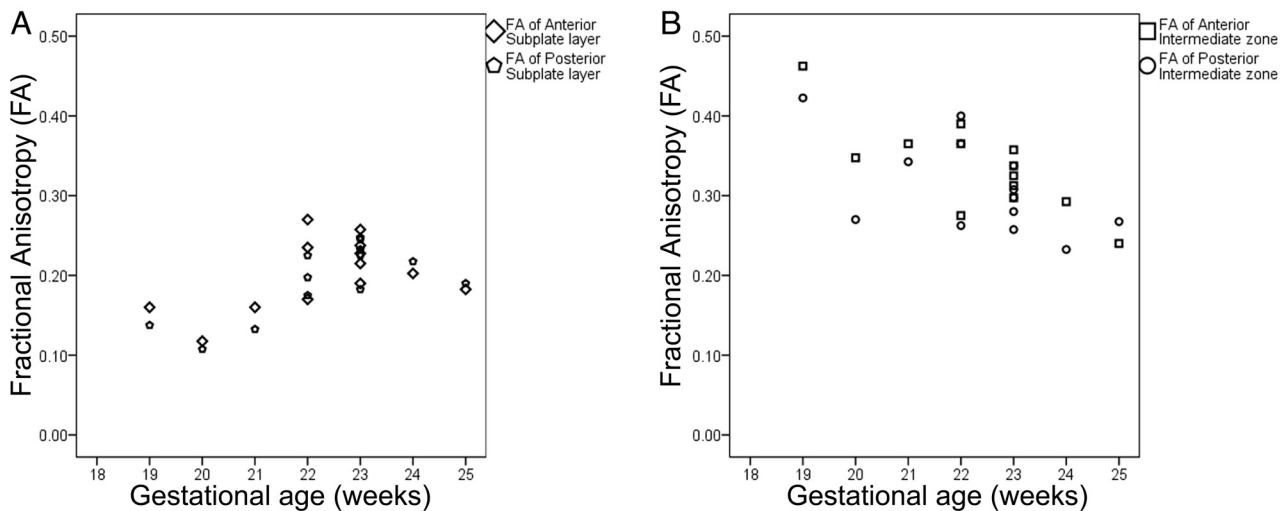 A
Fractional Anisotropy (FA)
0.50
0.40
0.30
0.20
0.10
0.00
18 19 20 21 22 23 24 25
Gestational age (weeks)
FA of Anterior
Subplate layer
FA of Posterior
Subplate layer
B
Fractional Anisotropy (FA)
0.50
0.40
0.30
0.20
0.10
0.00
18 19 20 21 22 23 24 25
Gestational age (weeks)
FA of Anterior
Intermediate zone
FA of Posterior
Intermediate zone